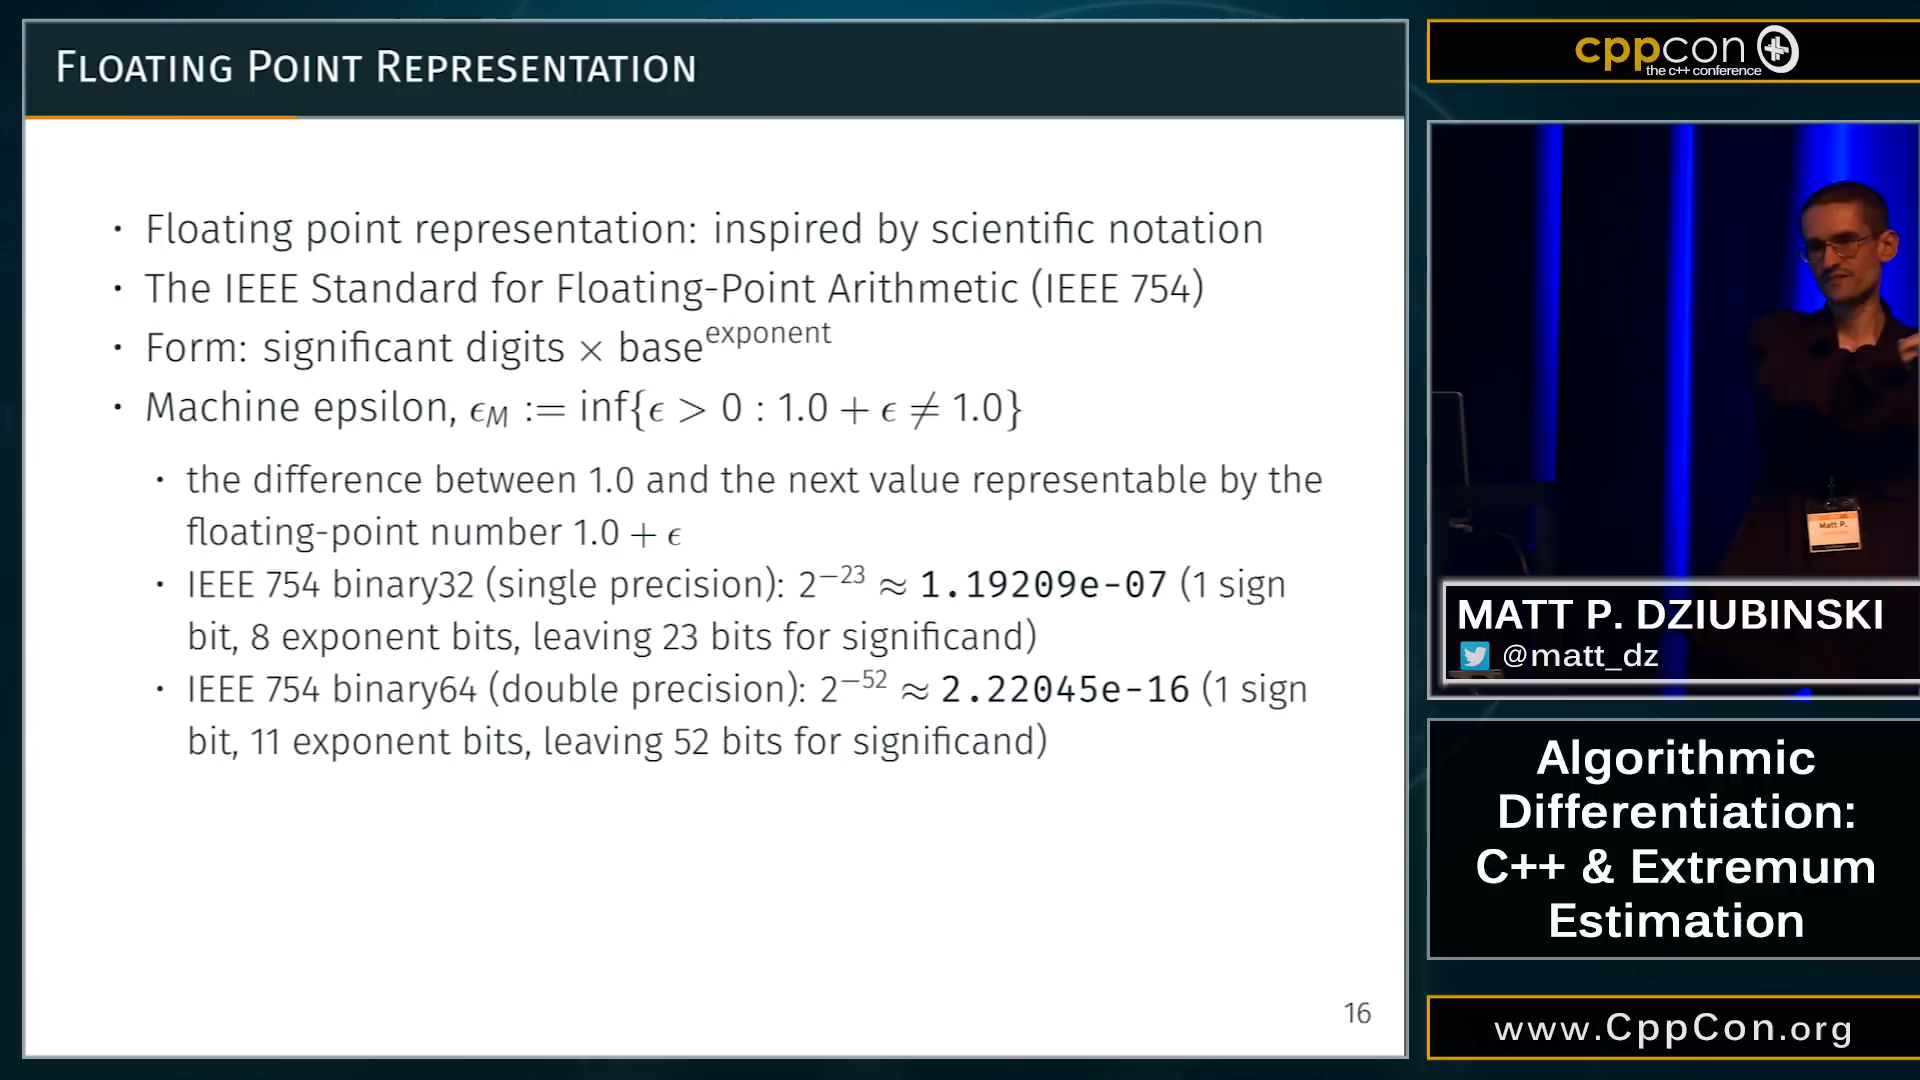 FLOATING POINT REPRESENTATION
· Floating point representation: inspired by scientific notation
· The IEEE Standard for Floating-Point Arithmetic (IEEE 754)
· Form: significant digits × base^exponent
· Machine epsilon, ϵ_M := inf{ϵ > 0 : 1.0 + ϵ ≠ 1.0}
· the difference between 1.0 and the next value representable by the
floating-point number 1.0 + ϵ
· IEEE 754 binary32 (single precision): 2^−23 ≈ 1.19209e-07 (1 sign
bit, 8 exponent bits, leaving 23 bits for significand)
· IEEE 754 binary64 (double precision): 2^−52 ≈ 2.22045e-16 (1 sign
bit, 11 exponent bits, leaving 52 bits for significand)
16
cppcon
the c++ conference
Matt P.
MATT P. DZIUBINSKI
@matt_dz
Algorithmic
Differentiation:
C++ & Extremum
Estimation
www.CppCon.org